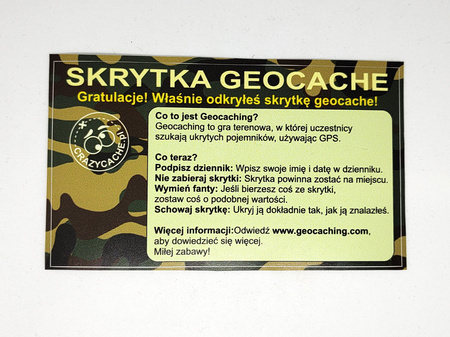 SKRYTKA GEOCACHE
Gratulacje! Właśnie odkryłeś skrytkę geocache!
CRAZYCACHE.pl
Co to jest Geocaching?
Geocaching to gra terenowa, w której uczestnicy
szukają ukrytych pojemników, używając GPS.
Co teraz?
Podpisz dziennik: Wpisz swoje imię i datę w dzienniku.
Nie zabieraj skrytki: Skrytka powinna zostać na miejscu.
Wymień fanty: Jeśli bierzesz coś ze skrytki,
zostaw coś o podobnej wartości.
Schowaj skrytkę: Ukryj ją dokładnie tak, jak ją znalazłeś.
Więcej informacji:Odwiedź www.geocaching.com,
aby dowiedzieć się więcej.
Miłej zabawy!